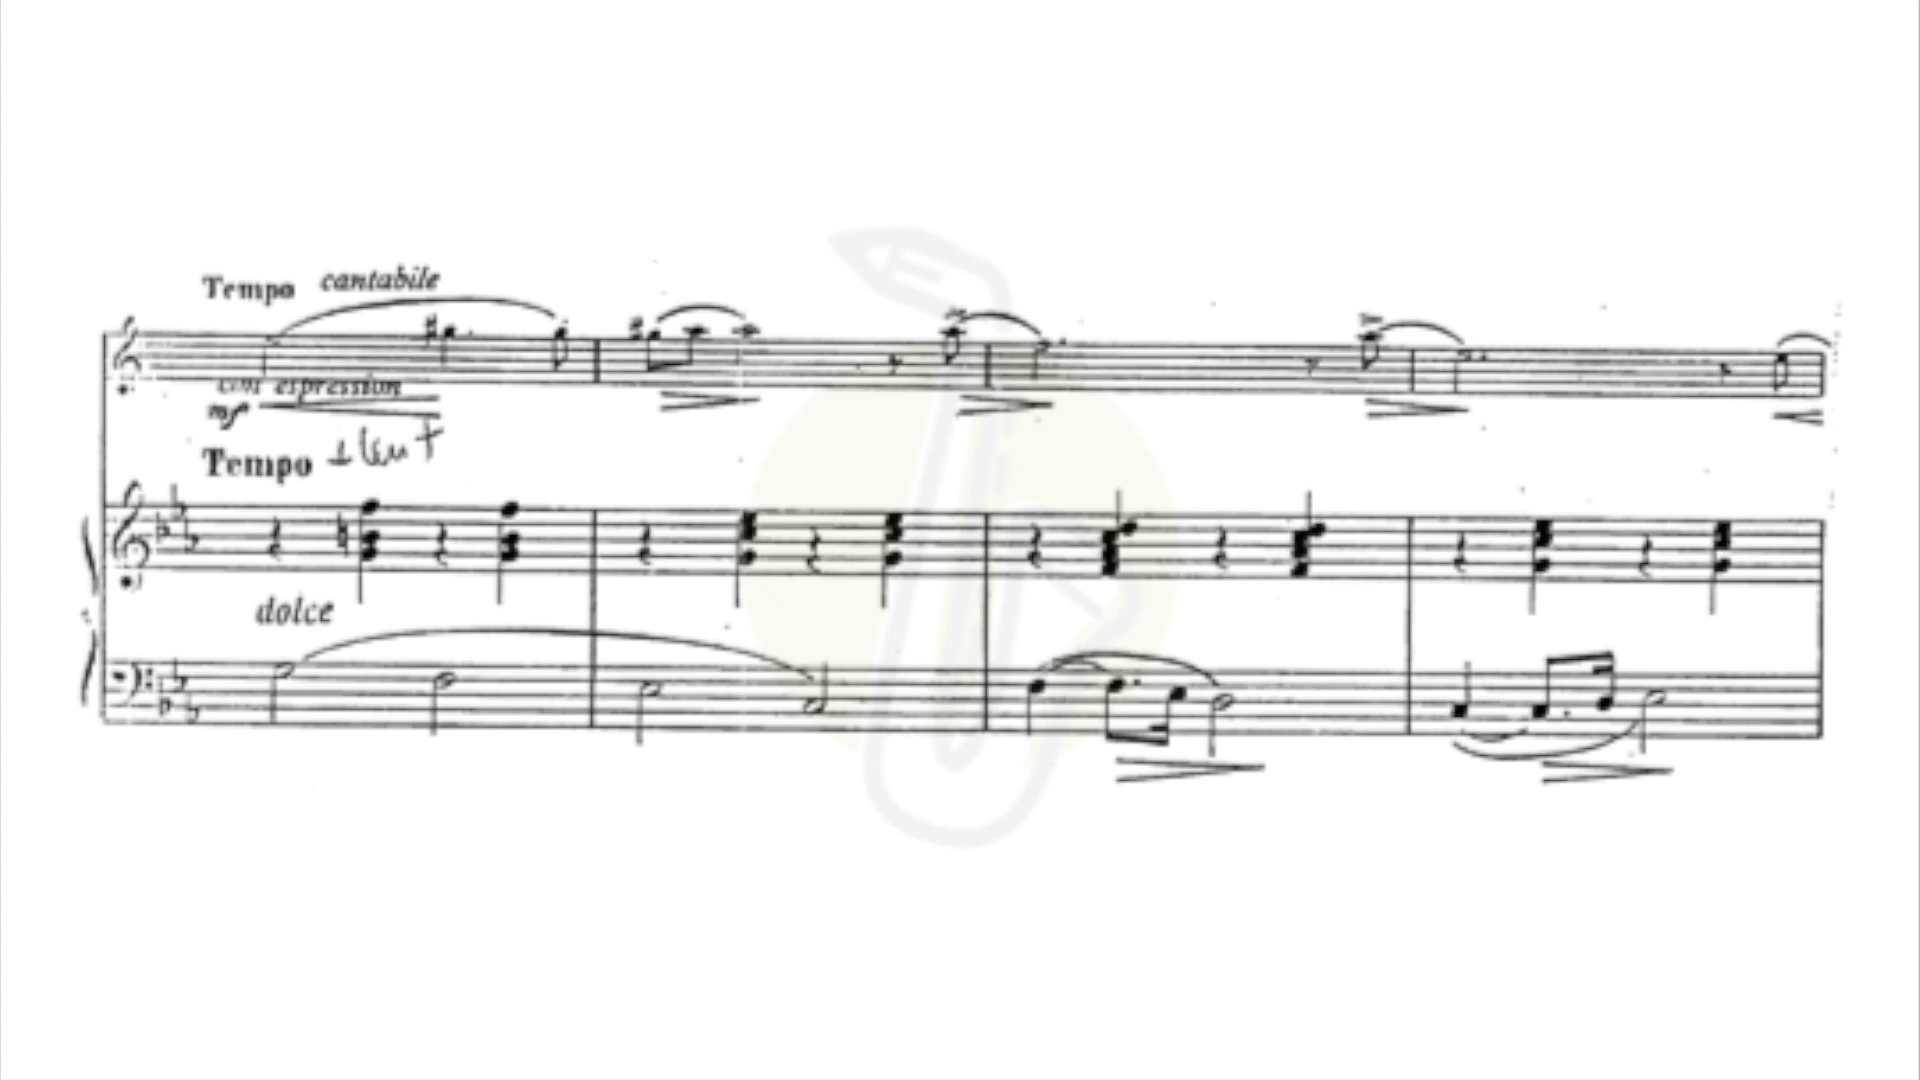 Tempo cantabile
con espression
mf
Tempo
dolce